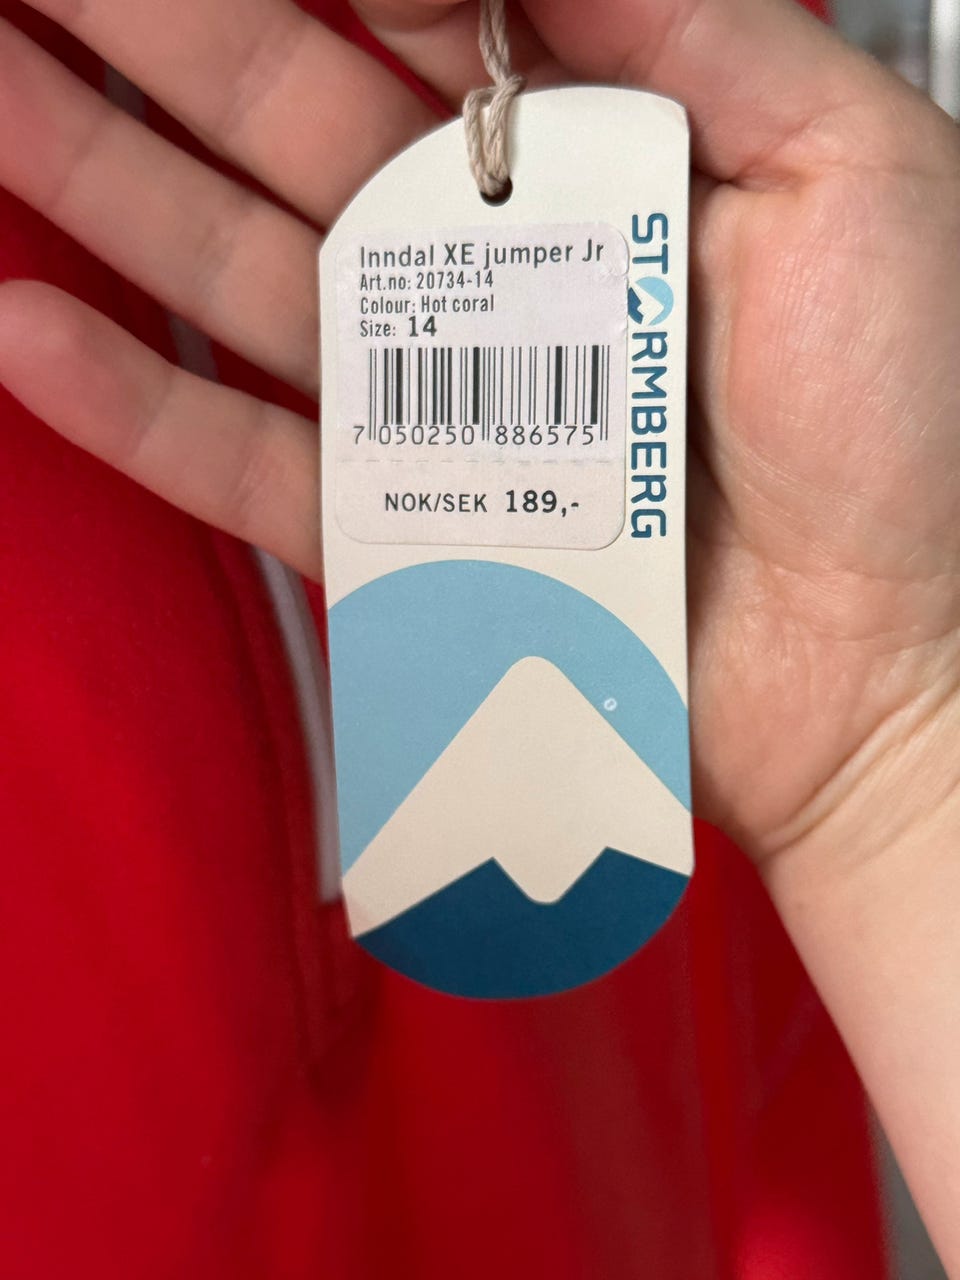 Inndal XE jumper Jr
Art.no: 20734-14
Colour: Hot coral
Size: 14
7 050250 886575
NOK/SEK 189,-
STORMBERG